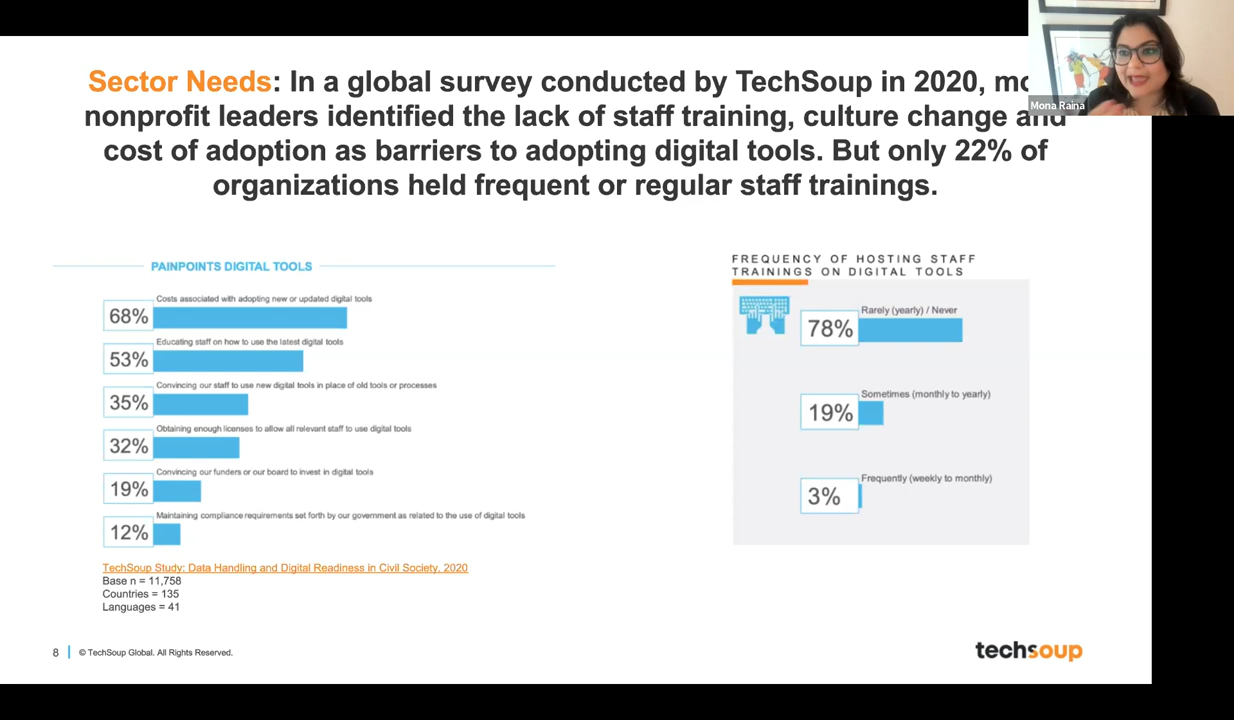 Sector Needs: In a global survey conducted by TechSoup in 2020,
nonprofit leaders identified the lack of staff training, culture change and
cost of adoption as barriers to adopting digital tools. But only 22% of
organizations held frequent or regular staff trainings.
Mona Raina
PAINPOINTS DIGITAL TOOLS
Costs associated with adopting new or updated digital tools
68%
Educating staff on how to use the latest digital tools
53%
Convincing our staff to use new digital tools in place of old tools or processes
35%
Obtaining enough licenses to allow all relevant staff to use digital tools
32%
Convincing our funders or our board to invest in digital tools
19%
Maintaining compliance requirements set forth by our government as related to the use of digital tools
12%
TechSoup Study: Data Handling and Digital Readiness in Civil Society, 2020
Base n = 11,758
Countries = 135
Languages = 41
FREQUENCY OF HOSTING STAFF
TRAININGS ON DIGITAL TOOLS
Rarely (yearly) / Never
78%
Sometimes (monthly to yearly)
19%
Frequently (weekly to monthly)
3%
8
© TechSoup Global. All Rights Reserved.
techsoup